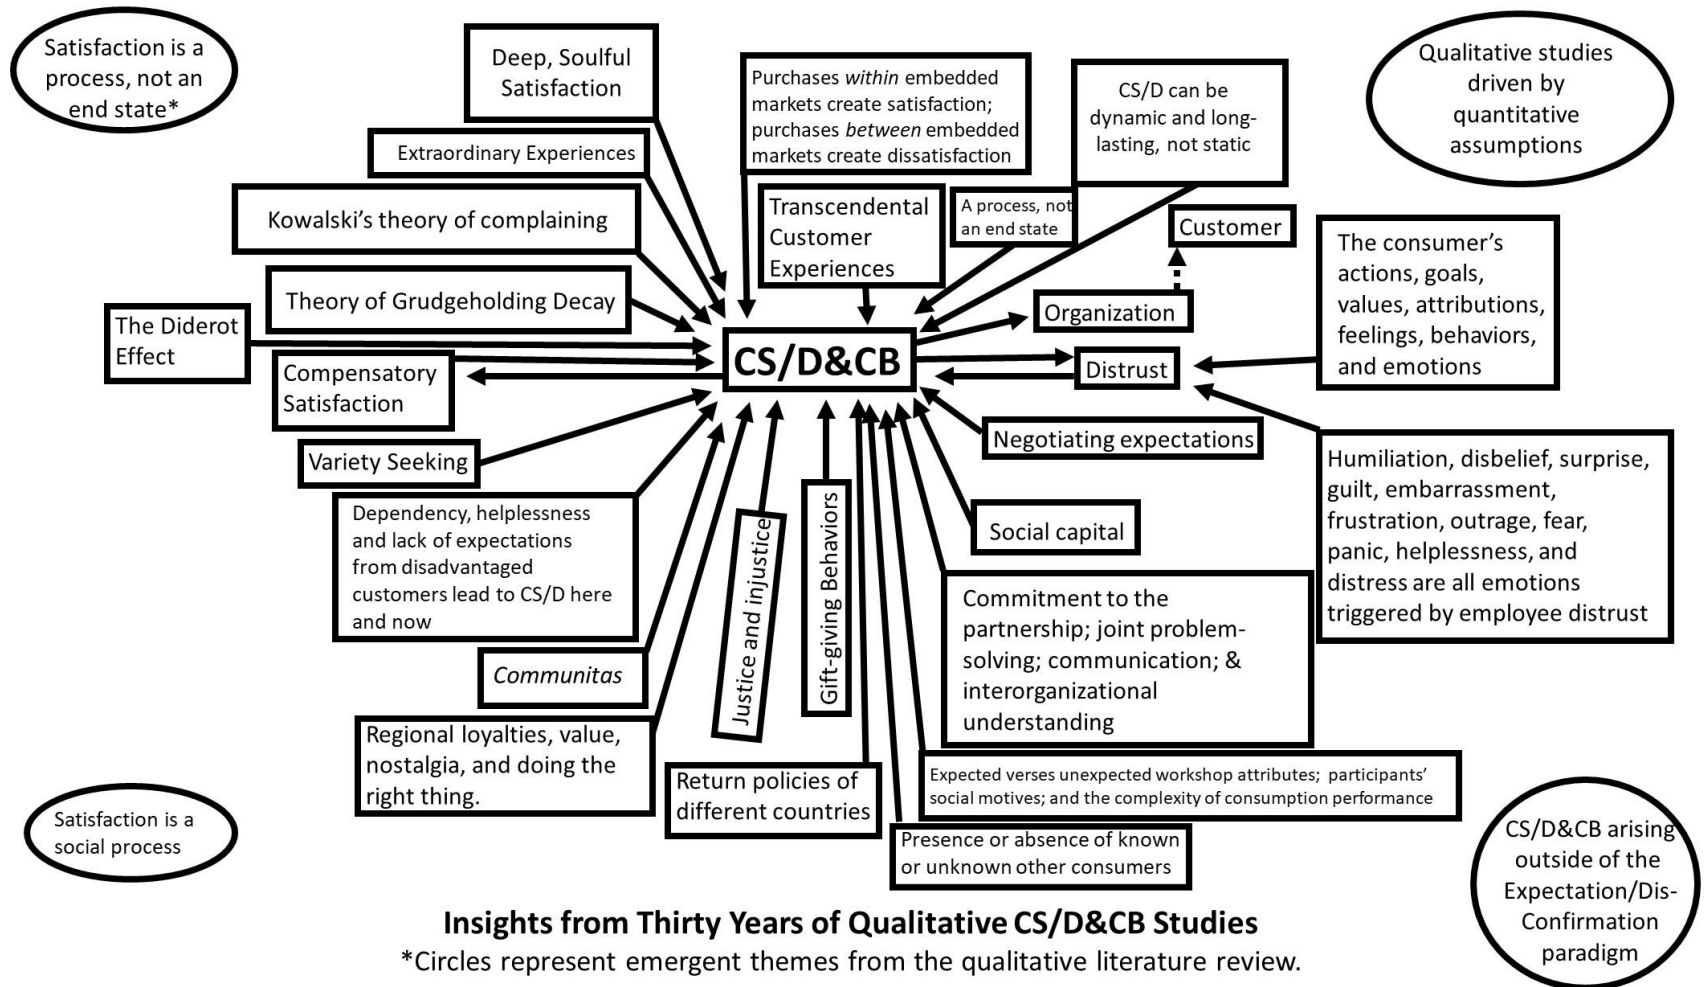 Satisfaction is a
process, not an
end state*
Deep, Soulful
Satisfaction
Purchases within embedded
markets create satisfaction;
purchases between embedded
markets create dissatisfaction
CS/D can be
dynamic and long-
lasting, not static
Qualitative studies
driven by
quantitative
assumptions
Extraordinary Experiences
Kowalski's theory of complaining
Transcendental
Customer
Experiences
A process, not
an end state
Customer
The consumer's
actions, goals,
values, attributions,
feelings, behaviors,
and emotions
Theory of Grudgeholding Decay
Organization
The Diderot
Effect
CS/D&CB
Distrust
Compensatory
Satisfaction
Negotiating expectations
Variety Seeking
Humiliation, disbelief, surprise,
guilt, embarrassment,
frustration, outrage, fear,
panic, helplessness, and
distress are all emotions
triggered by employee distrust
Dependency, helplessness
and lack of expectations
from disadvantaged
customers lead to CS/D here
and now
Justice and injustice
Gift-giving Behaviors
Social capital
Commitment to the
partnership; joint problem-
solving; communication; &
interorganizational
understanding
Communitas
Regional loyalties, value,
nostalgia, and doing the
right thing.
Return policies of
different countries
Expected verses unexpected workshop attributes; participants'
social motives; and the complexity of consumption performance
Presence or absence of known
or unknown other consumers
Satisfaction is a
social process
CS/D&CB arising
outside of the
Expectation/Dis-
Confirmation
paradigm
Insights from Thirty Years of Qualitative CS/D&CB Studies
*Circles represent emergent themes from the qualitative literature review.